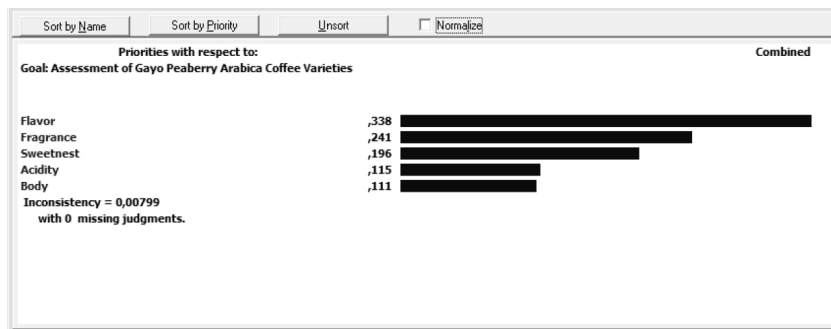 Sort by Name Sort by Priority Unsort Normalize
Priorities with respect to: Combined
Goal: Assessment of Gayo Peaberry Arabica Coffee Varieties
Flavor ,338
Fragrance ,241
Sweetnest ,196
Acidity ,115
Body ,111
Inconsistency = 0,00799
with 0 missing judgments.